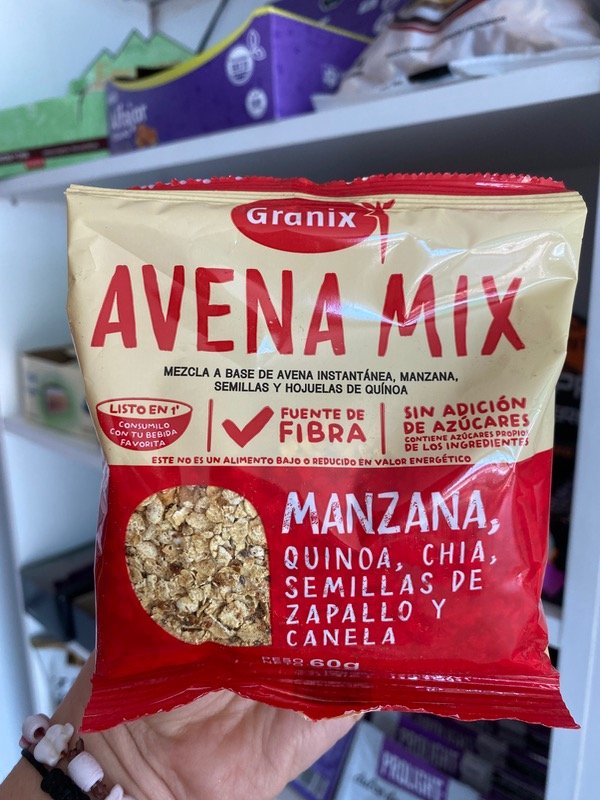 Granix
AVENA MIX
MEZCLA A BASE DE AVENA INSTANTÁNEA, MANZANA,
SEMILLAS Y HOJUELAS DE QUÍNOA
LISTO EN 1'
CONSUMILO
CON TU BEBIDA
FAVORITA
FUENTE DE
FIBRA
SIN ADICIÓN
DE AZÚCARES
CONTIENE AZÚCARES PROPIOS
DE LOS INGREDIENTES
ESTE NO ES UN ALIMENTO BAJO O REDUCIDO EN VALOR ENERGÉTICO
MANZANA,
QUINOA, CHIA,
SEMILLAS DE
ZAPALLO Y
CANELA
PESO 60g
PROLIGHT
PROLIGHT